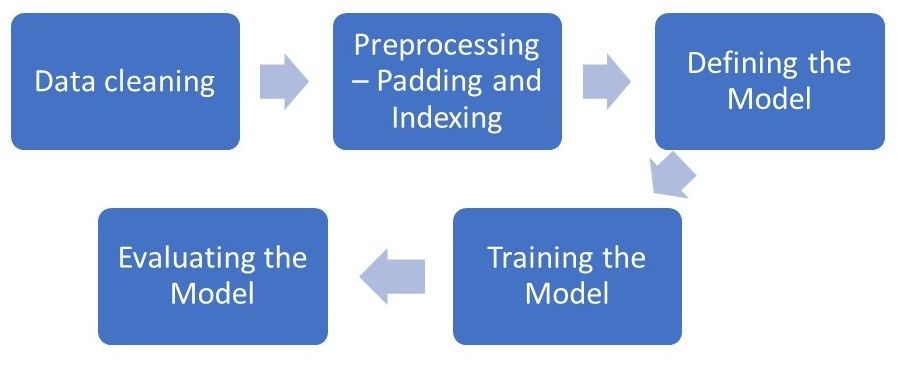 Data cleaning
Preprocessing
– Padding and
Indexing
Defining the
Model
Training the
Model
Evaluating the
Model